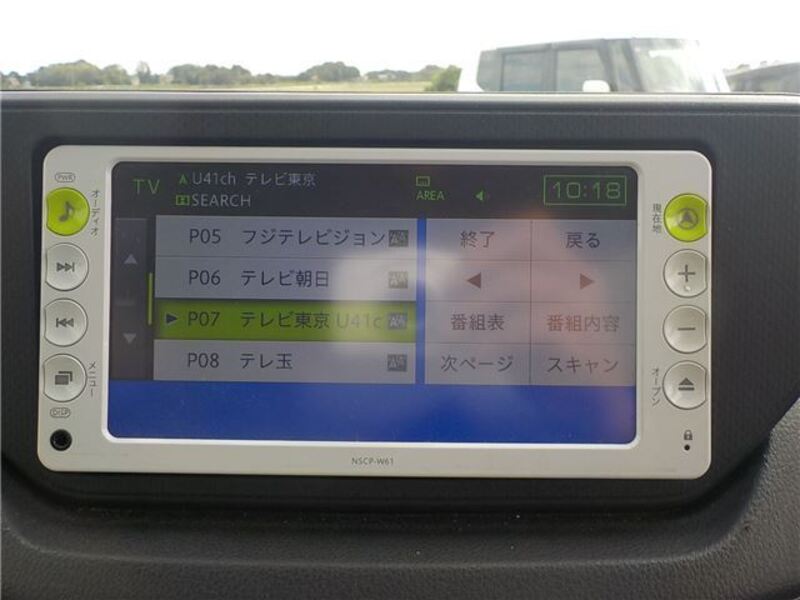 PWR
オーディオ
メニュー
DISP
TV
U41ch テレビ東京
SEARCH
AREA
10:18
P05 フジテレビジョン
P06 テレビ朝日
P07 テレビ東京 U41c
P08 テレ玉
終了 戻る
番組表 番組内容
次ページ スキャン
現在地
オープン
NSCP-W61